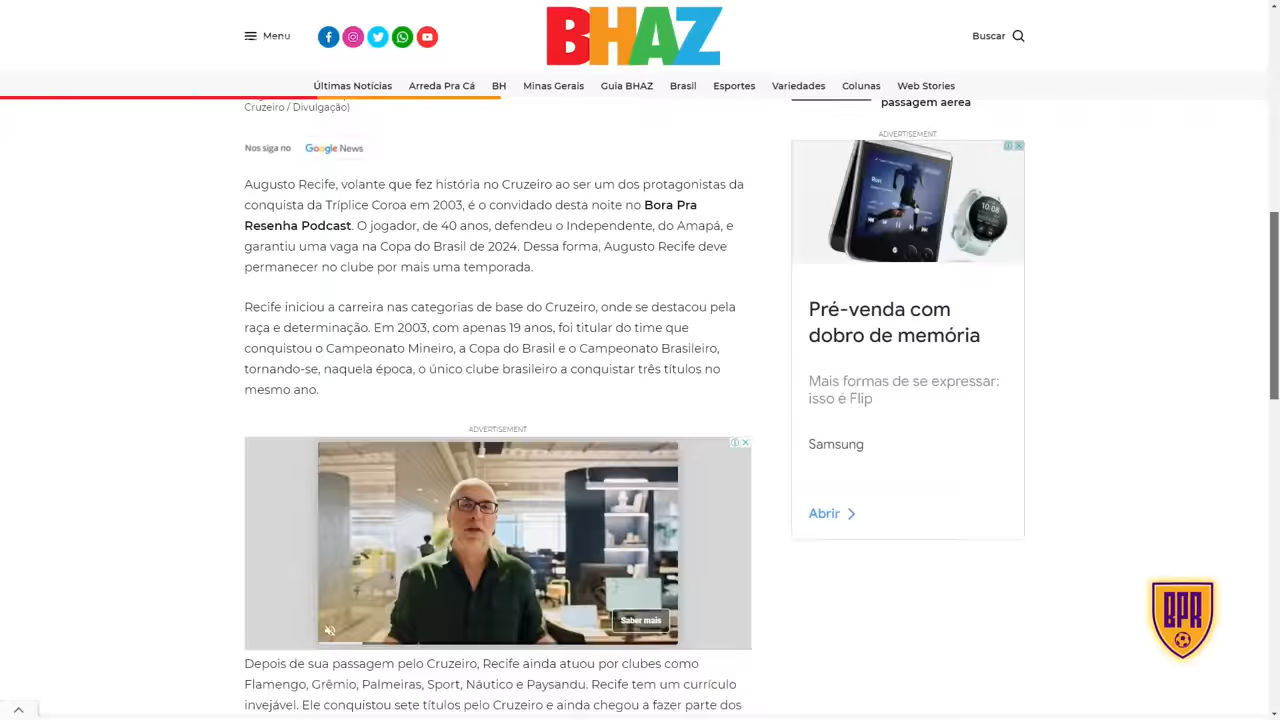 Menu
BHAZ
Buscar
Últimas Notícias Arreda Pra Cá BH Minas Gerais Guia BHAZ Brasil Esportes Variedades Colunas Web Stories
Cruzeiro / Divulgação)
passagem aerea
Nos siga no Google News
ADVERTISEMENT
Augusto Recife, volante que fez história no Cruzeiro ao ser um dos protagonistas da
conquista da Tríplice Coroa em 2003, é o convidado desta noite no Bora Pra
Resenha Podcast. O jogador, de 40 anos, defendeu o Independente, do Amapá, e
garantiu uma vaga na Copa do Brasil de 2024. Dessa forma, Augusto Recife deve
permanecer no clube por mais uma temporada.
Recife iniciou a carreira nas categorias de base do Cruzeiro, onde se destacou pela
raça e determinação. Em 2003, com apenas 19 anos, foi titular do time que
conquistou o Campeonato Mineiro, a Copa do Brasil e o Campeonato Brasileiro,
tornando-se, naquela época, o único clube brasileiro a conquistar três títulos no
mesmo ano.
ADVERTISEMENT
Saber mais
Depois de sua passagem pelo Cruzeiro, Recife ainda atuou por clubes como
Flamengo, Grêmio, Palmeiras, Sport, Náutico e Paysandu. Recife tem um currículo
invejável. Ele conquistou sete títulos pelo Cruzeiro e ainda chegou a fazer parte dos
Run
10:08
Pré-venda com
dobro de memória
Mais formas de se expressar:
isso é Flip
Samsung
Abrir
BPR